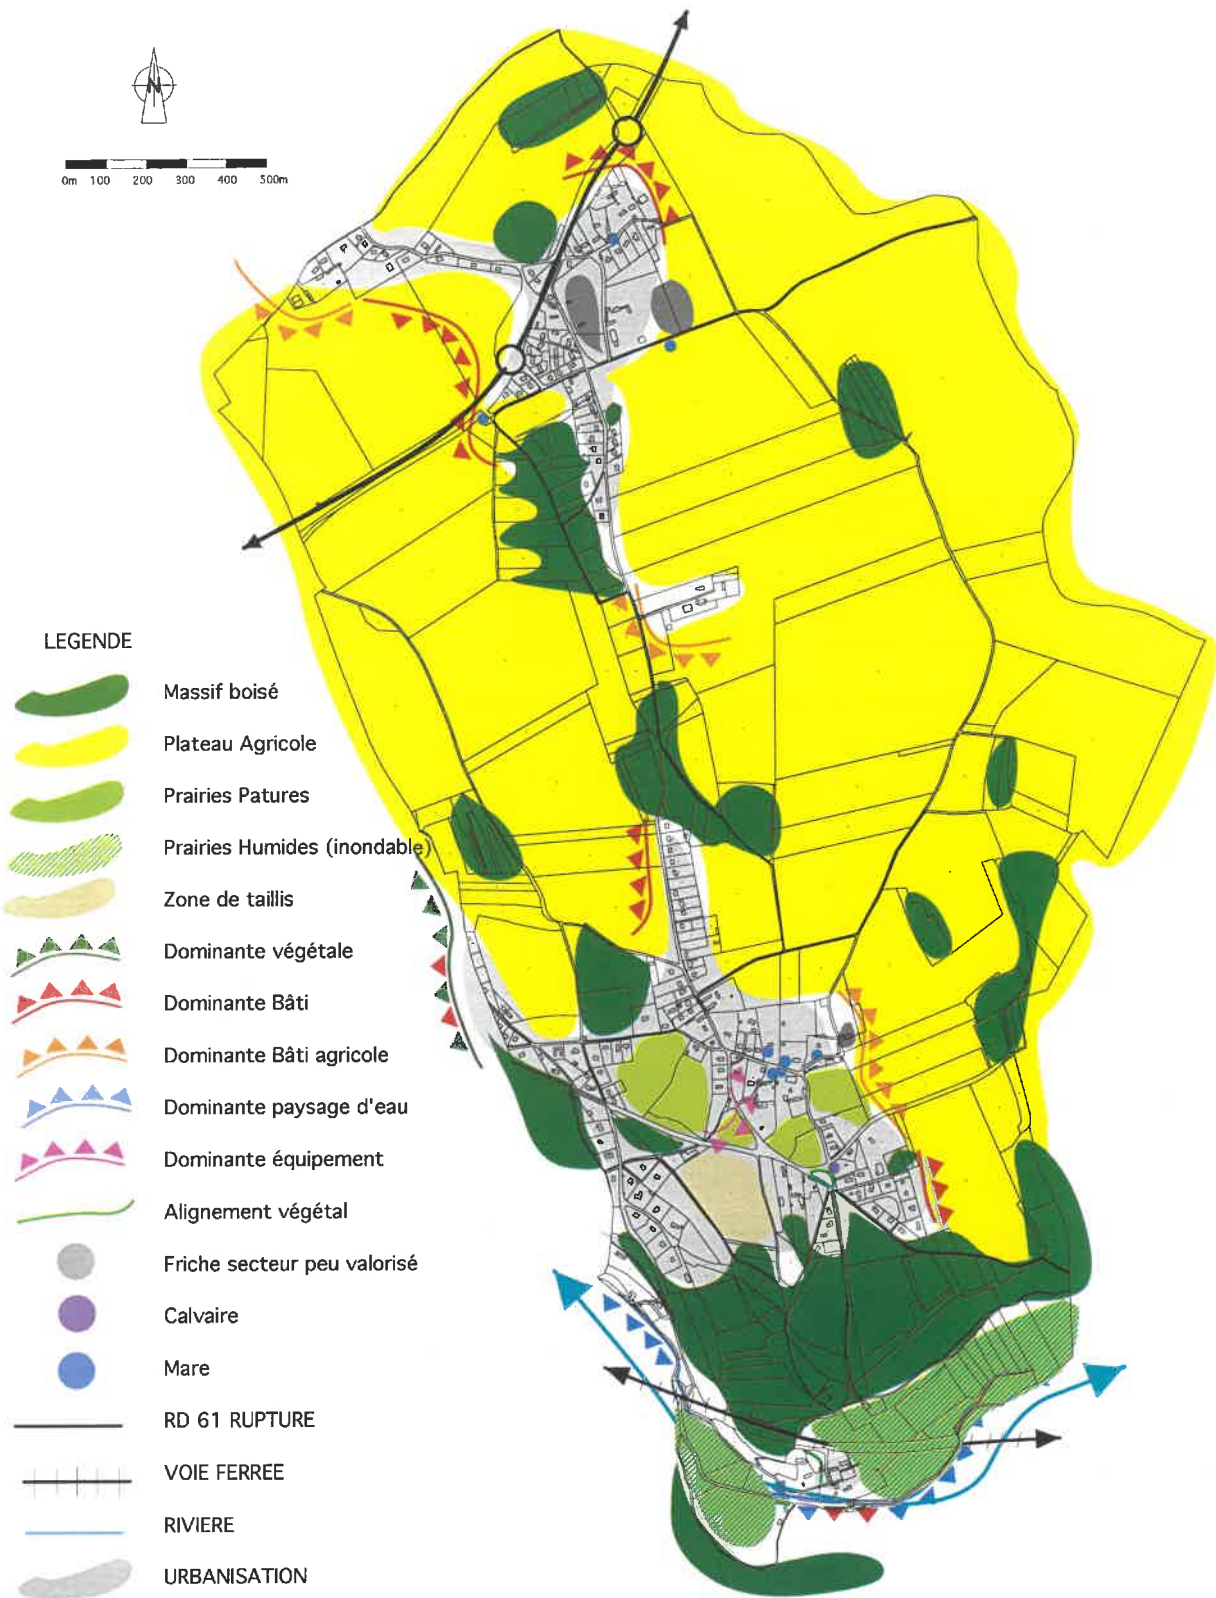 N
0m 100 200 300 400 500m
LEGENDE
Massif boisé
Plateau Agricole
Prairies Patures
Prairies Humides (inondable)
Zone de taillis
Dominante végétale
Dominante Bâti
Dominante Bâti agricole
Dominante paysage d'eau
Dominante équipement
Alignement végétal
Friche secteur peu valorisé
Calvaire
Mare
RD 61 RUPTURE
VOIE FERREE
RIVIERE
URBANISATION